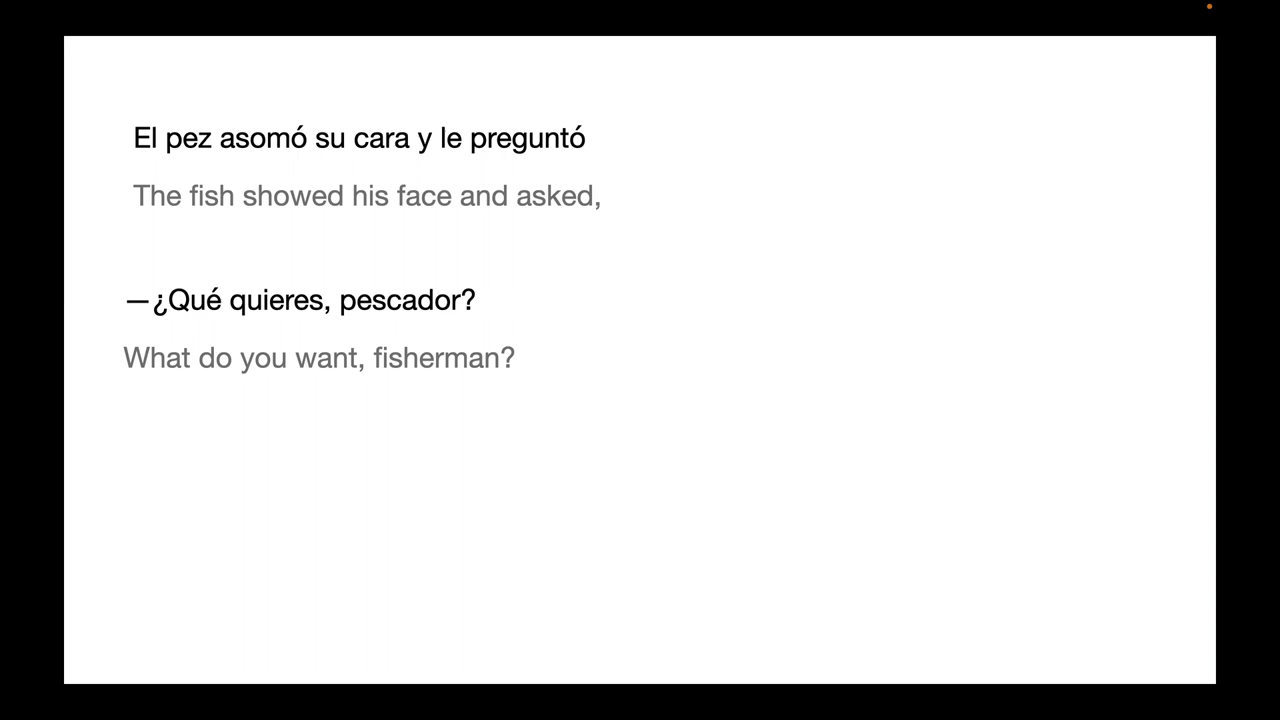 El pez asomó su cara y le preguntó
The fish showed his face and asked,
—¿Qué quieres, pescador?
What do you want, fisherman?